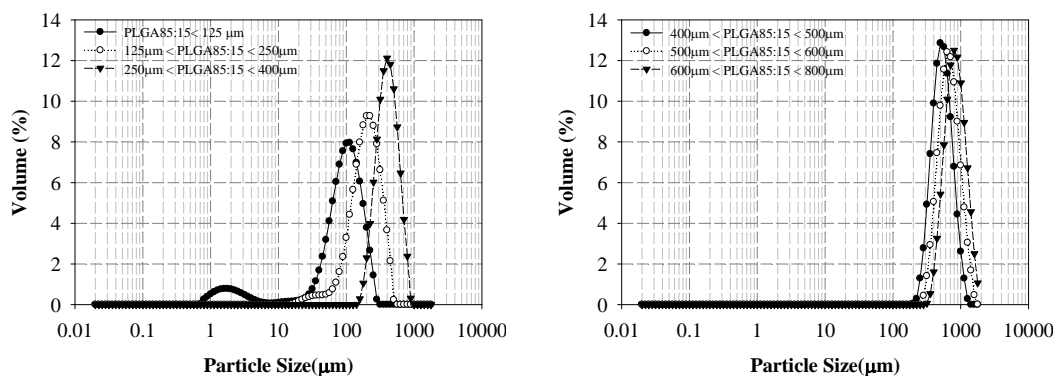 14
12
10
8
6
4
2
0
Volume (%)
PLGA85:15< 125 μm
125μm < PLGA85:15 < 250μm
250μm < PLGA85:15 < 400μm
0.01 0.1 1 10 100 1000 10000
Particle Size(μm)
14
12
10
8
6
4
2
0
Volume (%)
400μm < PLGA85:15 < 500μm
500μm < PLGA85:15 < 600μm
600μm < PLGA85:15 < 800μm
0.01 0.1 1 10 100 1000 10000
Particle Size(μm)